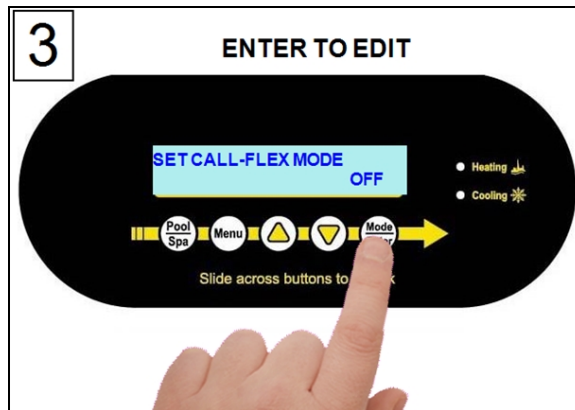 3
ENTER TO EDIT
SET CALL-FLEX MODE
OFF
Heating
Cooling
Pool
Spa
Menu
Mode
Slide across buttons to